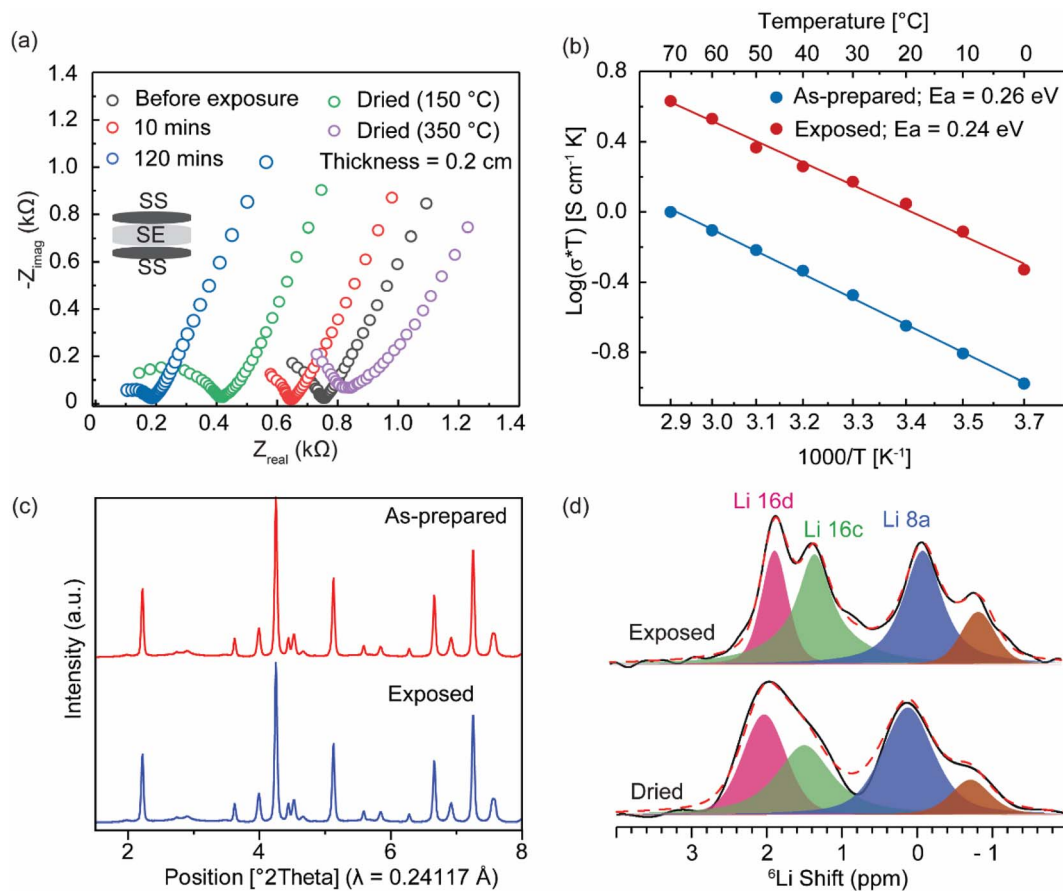 (a)
1.4
1.2
1.0
0.8
0.6
0.4
0.2
0
-Z_imag (kΩ)
Before exposure
10 mins
120 mins
Dried (150 °C)
Dried (350 °C)
Thickness = 0.2 cm
SS
SE
SS
0 0.2 0.4 0.6 0.8 1.0 1.2 1.4
Z_real (kΩ)
(b)
Temperature [°C]
70 60 50 40 30 20 10 0
0.8
0.4
0.0
-0.4
-0.8
Log(σ*T) [S cm⁻¹ K]
As-prepared; Ea = 0.26 eV
Exposed; Ea = 0.24 eV
2.9 3.0 3.1 3.2 3.3 3.4 3.5 3.7
1000/T [K⁻¹]
(c)
Intensity (a.u.)
As-prepared
Exposed
2 4 6 8
Position [°2Theta] (λ = 0.24117 Å)
(d)
Li 16d
Li 16c
Li 8a
Exposed
Dried
3 2 1 0 - 1
⁶Li Shift (ppm)